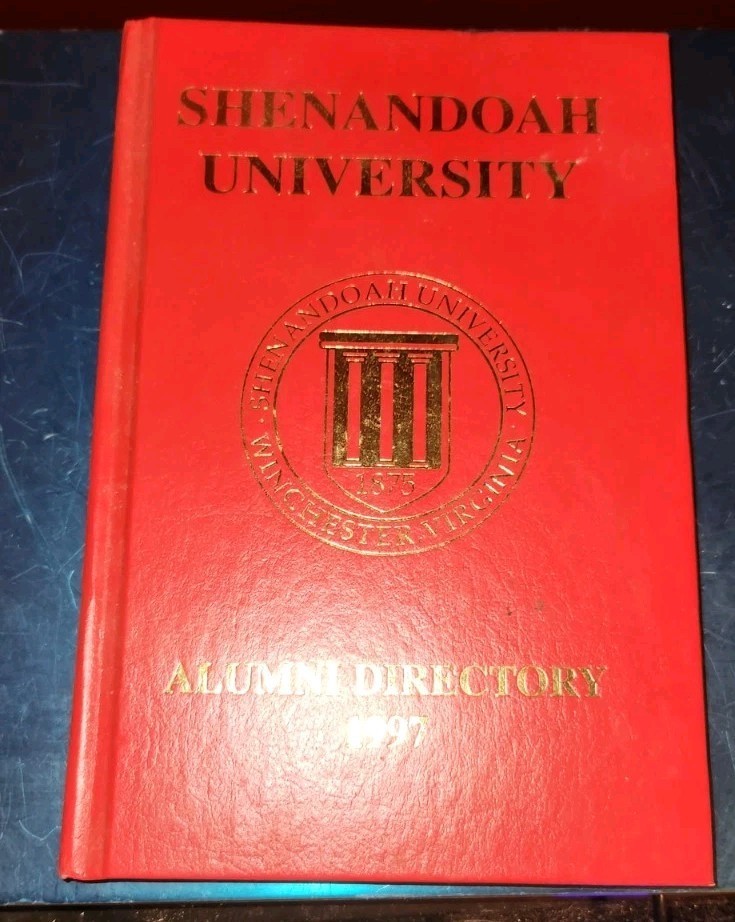 SHENANDOAH
UNIVERSITY
· SHENANDOAH UNIVERSITY ·
1875
WINCHESTER·VIRGINIA
ALUMNI DIRECTORY
1997